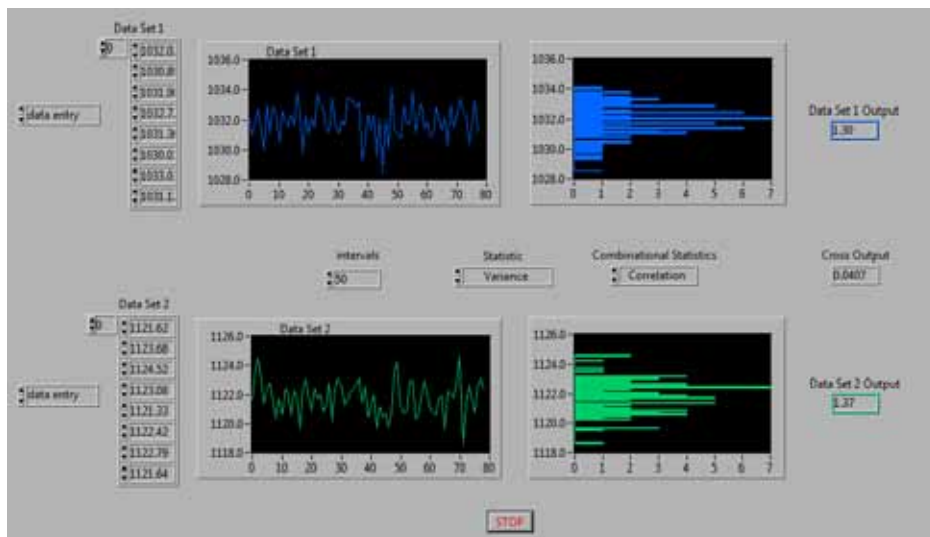 Data Set 1
0
1032.0
1030.8
1031.9
1032.7
1031.3
1030.0
1033.0
1031.1
data entry
Data Set 1
1036.0
1034.0
1032.0
1030.0
1028.0
0 10 20 30 40 50 60 70 80
1036.0
1034.0
1032.0
1030.0
1028.0
0 1 2 3 4 5 6 7
Data Set 1 Output
1.30
intervals
50
Statistic
Variance
Combinational Statistics
Correlation
Cross Output
0.0407
Data Set 2
0
1121.62
1123.68
1124.52
1123.08
1121.33
1122.42
1122.79
1121.64
data entry
Data Set 2
1126.0
1124.0
1122.0
1120.0
1118.0
0 10 20 30 40 50 60 70 80
1126.0
1124.0
1122.0
1120.0
1118.0
0 1 2 3 4 5 6 7
Data Set 2 Output
1.37
STOP